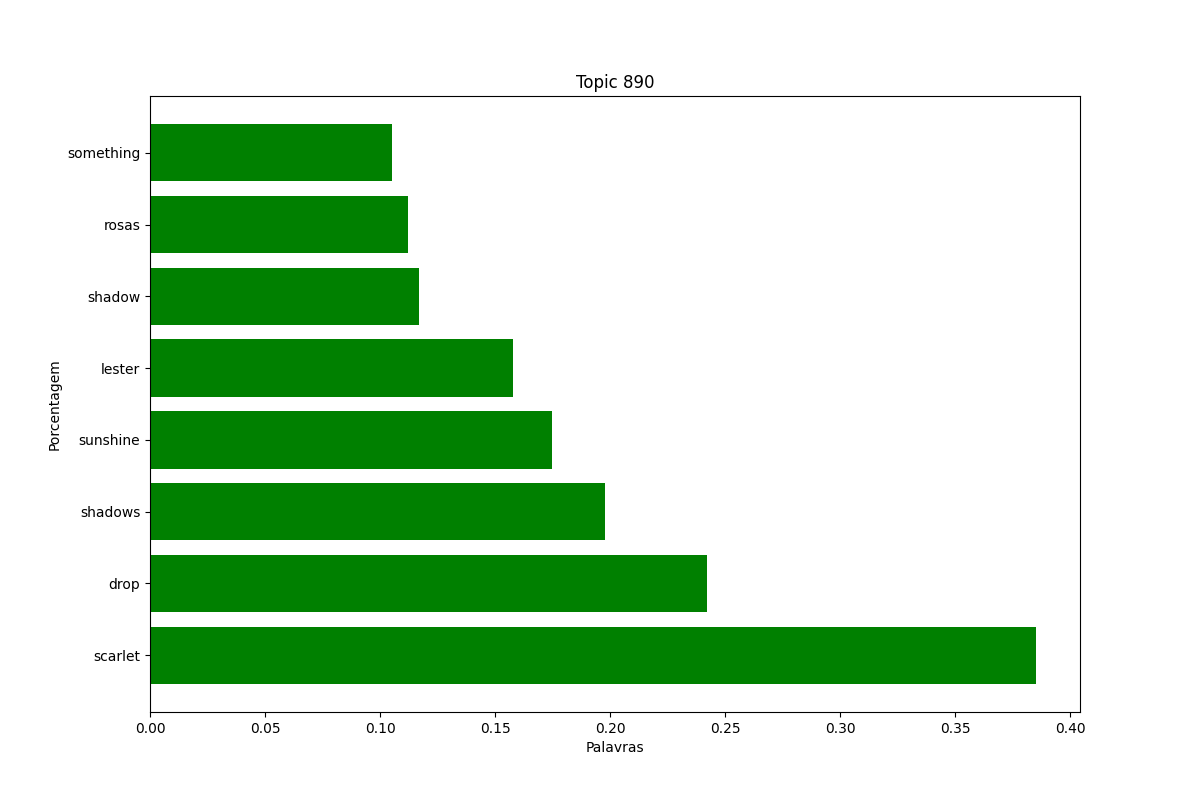 Topic 890
something
rosas
shadow
lester
sunshine
shadows
drop
scarlet
Porcentagem
0.00 0.05 0.10 0.15 0.20 0.25 0.30 0.35 0.40
Palavras